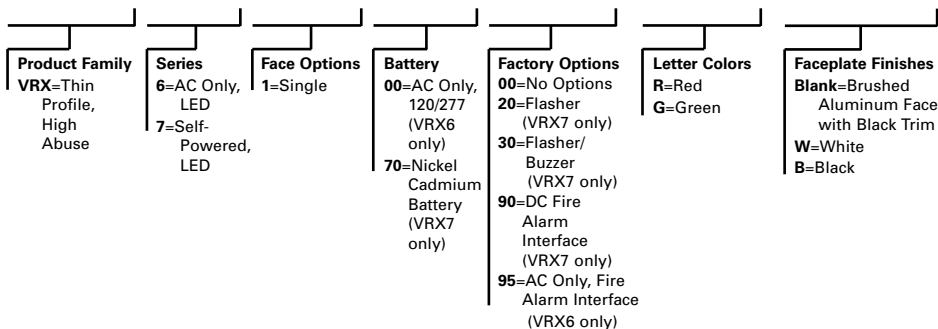 Product Family
VRX=Thin
Profile,
High
Abuse
Series
6=AC Only,
LED
7=Self-
Powered,
LED
Face Options
1=Single
Battery
00=AC Only,
120/277
(VRX6
only)
70=Nickel
Cadmium
Battery
(VRX7
only)
Factory Options
00=No Options
20=Flasher
(VRX7 only)
30=Flasher/
Buzzer
(VRX7 only)
90=DC Fire
Alarm
Interface
(VRX7 only)
95=AC Only, Fire
Alarm Interface
(VRX6 only)
Letter Colors
R=Red
G=Green
Faceplate Finishes
Blank=Brushed
Aluminum Face
with Black Trim
W=White
B=Black